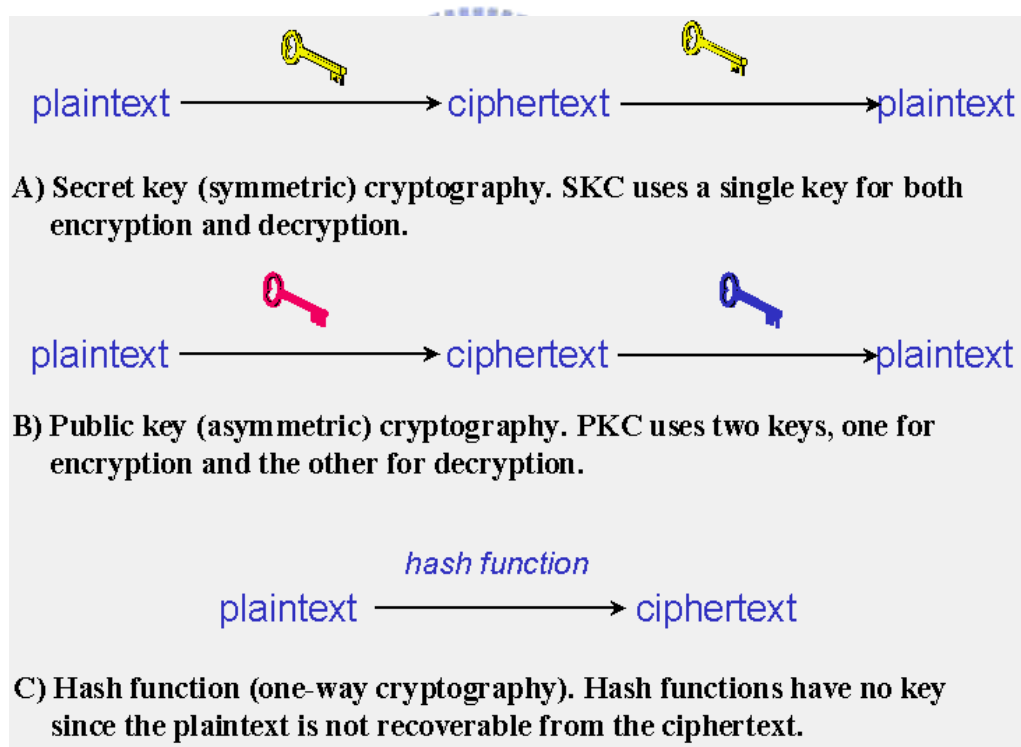 plaintext ciphertext plaintext
A) Secret key (symmetric) cryptography. SKC uses a single key for both
encryption and decryption.
plaintext ciphertext plaintext
B) Public key (asymmetric) cryptography. PKC uses two keys, one for
encryption and the other for decryption.
hash function
plaintext ciphertext
C) Hash function (one-way cryptography). Hash functions have no key
since the plaintext is not recoverable from the ciphertext.